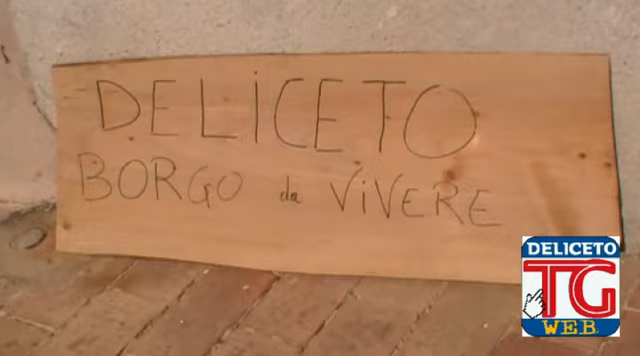 DELiCETO
BORGO da ViVERE
DELICETO
TG
WEB